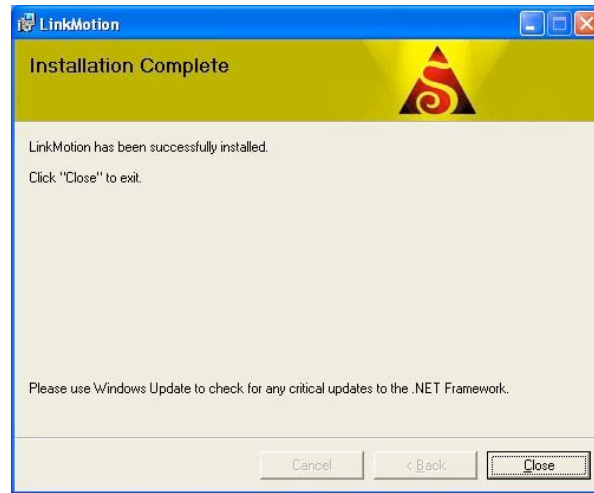 LinkMotion
Installation Complete
LinkMotion has been successfully installed.
Click "Close" to exit.
Please use Windows Update to check for any critical updates to the .NET Framework.
Cancel
< Back
Close